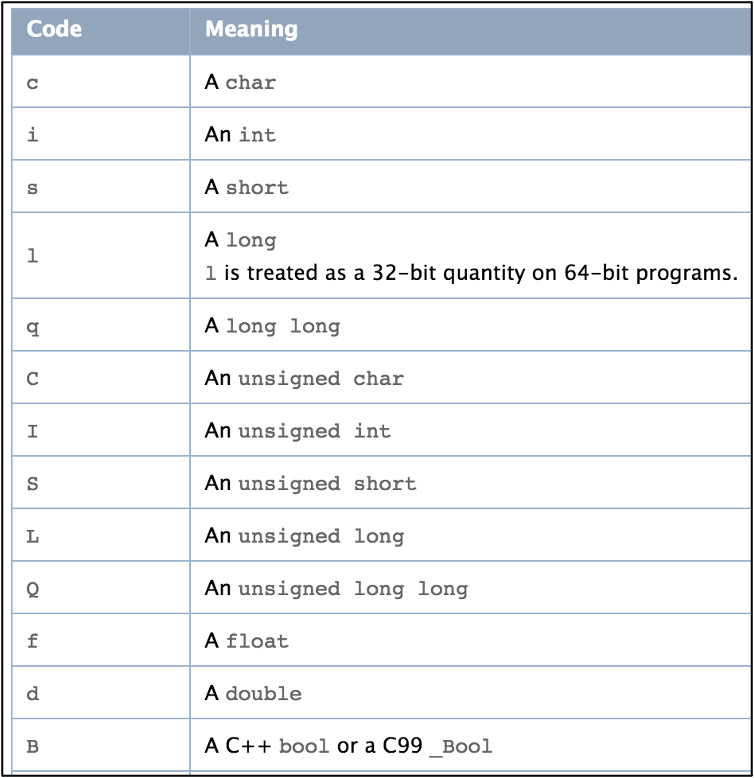 Code Meaning
c A char
i An int
s A short
l A long
l is treated as a 32-bit quantity on 64-bit programs.
q A long long
C An unsigned char
I An unsigned int
S An unsigned short
L An unsigned long
Q An unsigned long long
f A float
d A double
B A C++ bool or a C99 _Bool